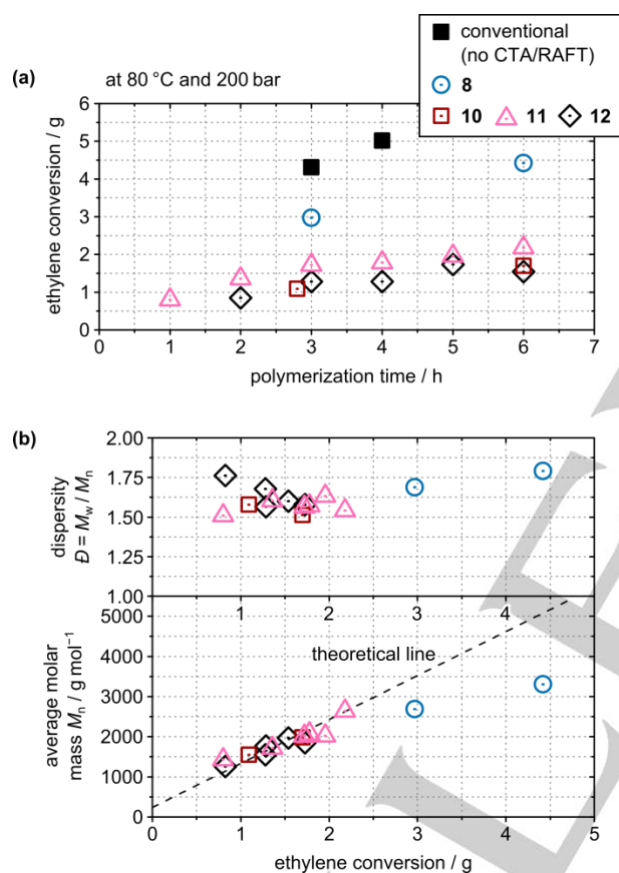 conventional
(no CTA/RAFT)
8
10 11 12
(a) at 80 °C and 200 bar
ethylene conversion / g
6
5
4
3
2
1
0
0 1 2 3 4 5 6 7
polymerization time / h
(b)
dispersity
Đ = Mw / Mn
2.00
1.75
1.50
1.25
1.00
1 2 3 4
average molar
mass Mn / g mol⁻¹
5000
4000
3000
2000
1000
0
theoretical line
0 1 2 3 4 5
ethylene conversion / g